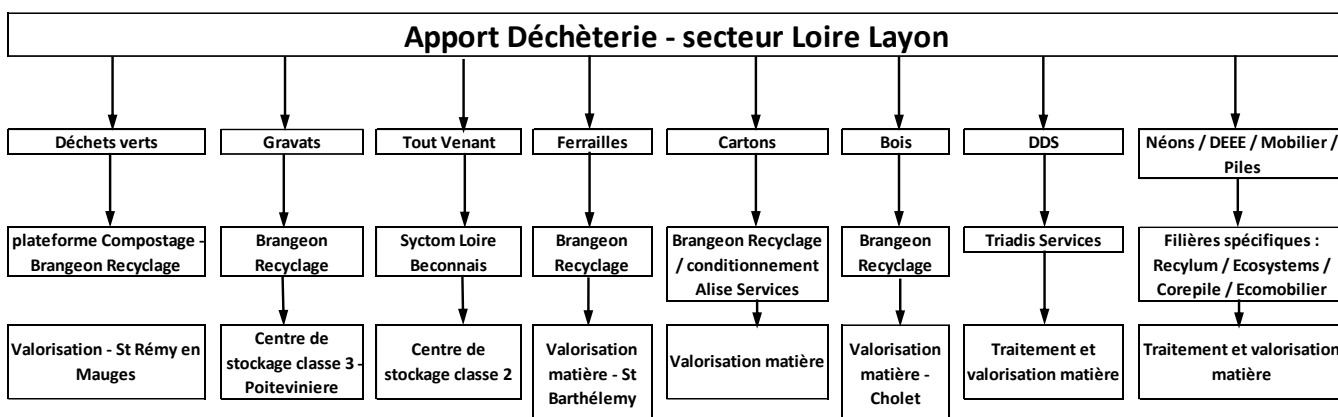 Apport Déchèterie - secteur Loire Layon
Déchets verts
Gravats
Tout Venant
Ferrailles
Cartons
Bois
DDS
Néons / DEEE / Mobilier /
Piles
plateforme Compostage -
Brangeon Recyclage
Brangeon
Recyclage
Syctom Loire
Beconnais
Brangeon
Recyclage
Brangeon Recyclage
/ conditionnement
Alise Services
Brangeon
Recyclage
Triadis Services
Filières spécifiques :
Recylum / Ecosystems /
Corepile / Ecomobilier
Valorisation - St Rémy en
Mauges
Centre de
stockage classe 3 -
Poiteviniere
Centre de
stockage classe 2
Valorisation
matière - St
Barthélemy
Valorisation matière
Valorisation
matière -
Cholet
Traitement et
valorisation matière
Traitement et valorisation
matière